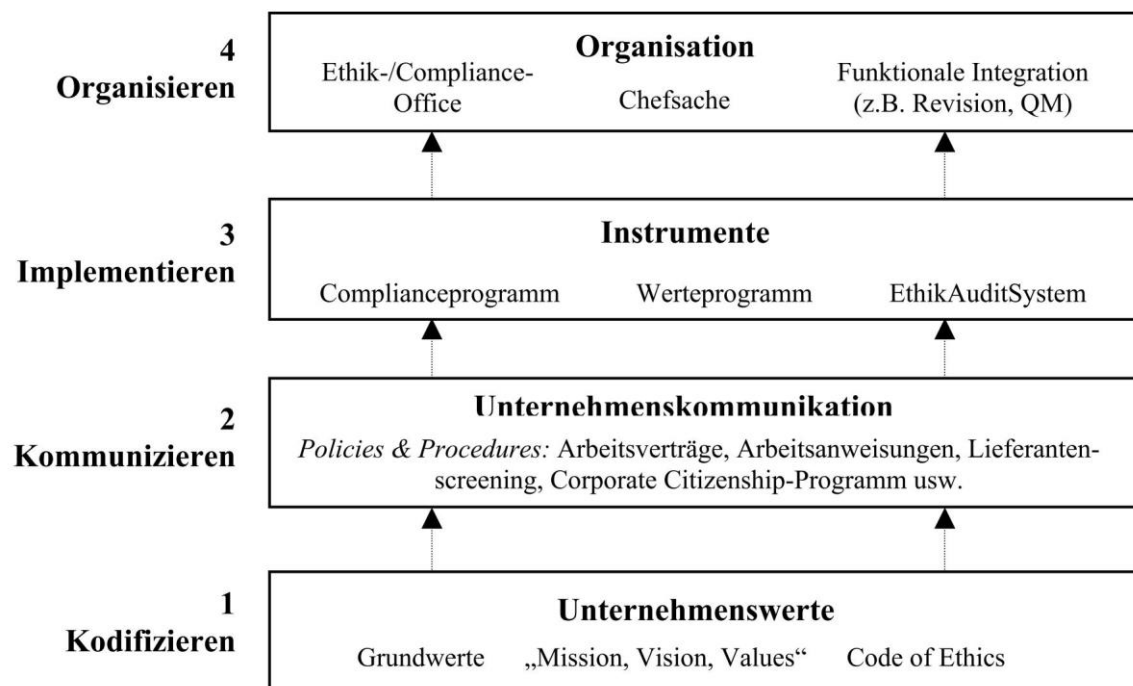 4
Organisieren
Organisation
Ethik-/Compliance-
Office
Chefsache
Funktionale Integration
(z.B. Revision, QM)
3
Implementieren
Instrumente
Complianceprogramm
Werteprogramm
EthikAuditSystem
2
Kommunizieren
Unternehmenskommunikation
Policies & Procedures: Arbeitsverträge, Arbeitsanweisungen, Lieferanten-
screening, Corporate Citizenship-Programm usw.
1
Kodifizieren
Unternehmenswerte
Grundwerte
„Mission, Vision, Values“
Code of Ethics